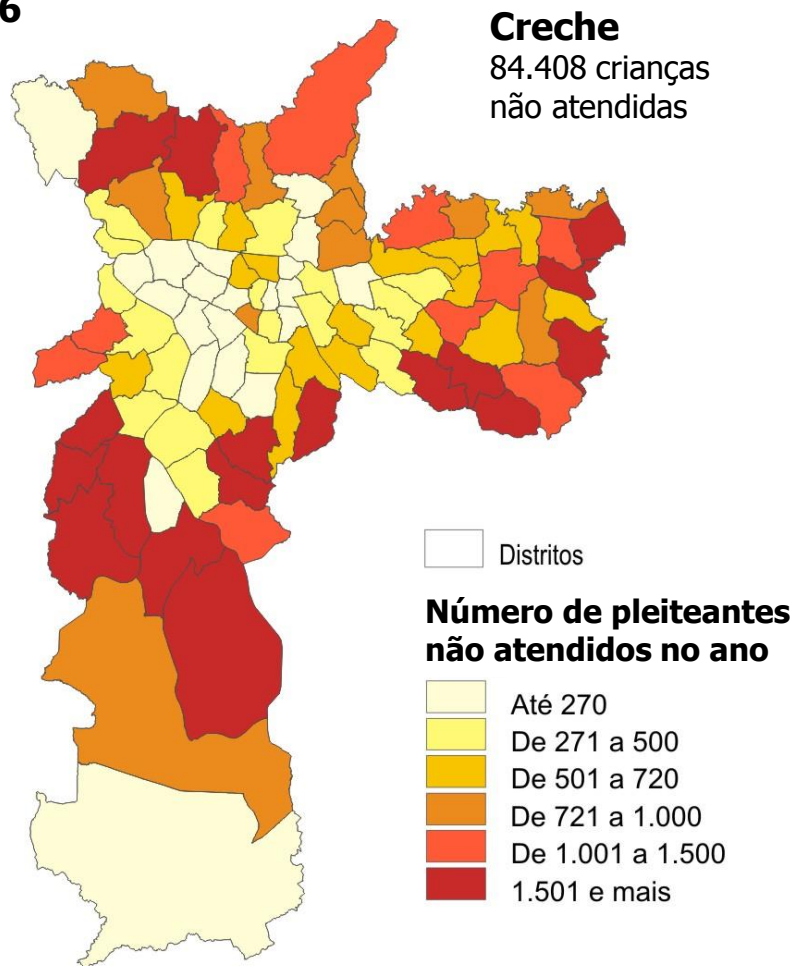 6
Creche
84.408 crianças
não atendidas
Distritos
Número de pleiteantes
não atendidos no ano
Até 270
De 271 a 500
De 501 a 720
De 721 a 1.000
De 1.001 a 1.500
1.501 e mais